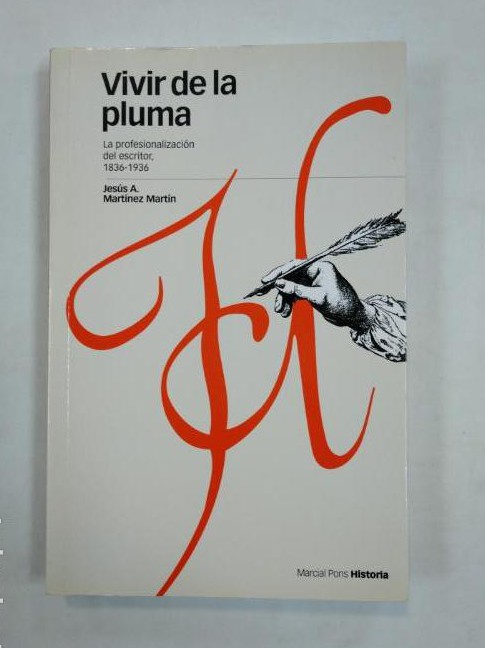 Vivir de la
pluma
La profesionalización
del escritor,
1836-1936
Jesús A.
Martínez Martín
Marcial Pons Historia